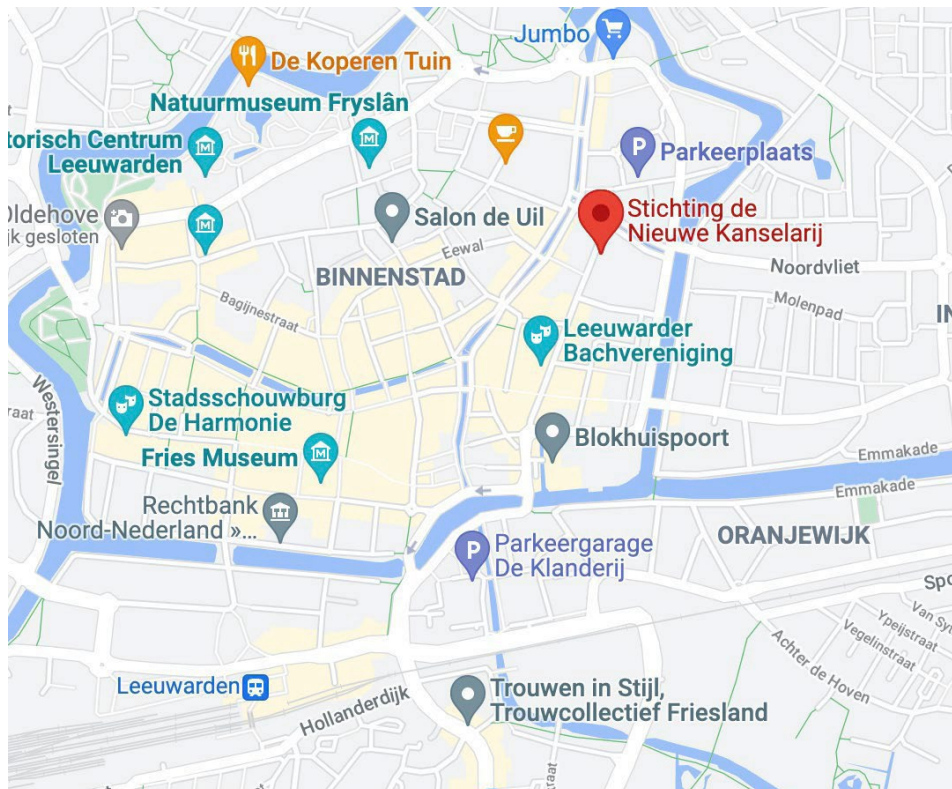 Jumbo
De Koperen Tuin
Natuurmuseum Fryslân
torisch Centrum
Leeuwarden
P
Parkeerplaats
Oldehove
jk gesloten
Salon de Uil
Stichting de
Nieuwe Kanselarij
Eewal
BINNENSTAD
Noordvliet
Molenpad
IN
Bagijnestraat
Leeuwarder
Bachvereniging
Westersingel
raat
Stadsschouwburg
De Harmonie
Blokhuispoort
Fries Museum
Emmakade
Emmakade
Rechtbank
Noord-Nederland »...
ORANJEWIJK
P
Parkeergarage
De Klanderij
Spo
Van Sy
Ypeijstraat
Vegelinstraat
Achter de Hoven
Leeuwarden
Hollanderdijk
Trouwen in Stijl,
Trouwcollectief Friesland
traat